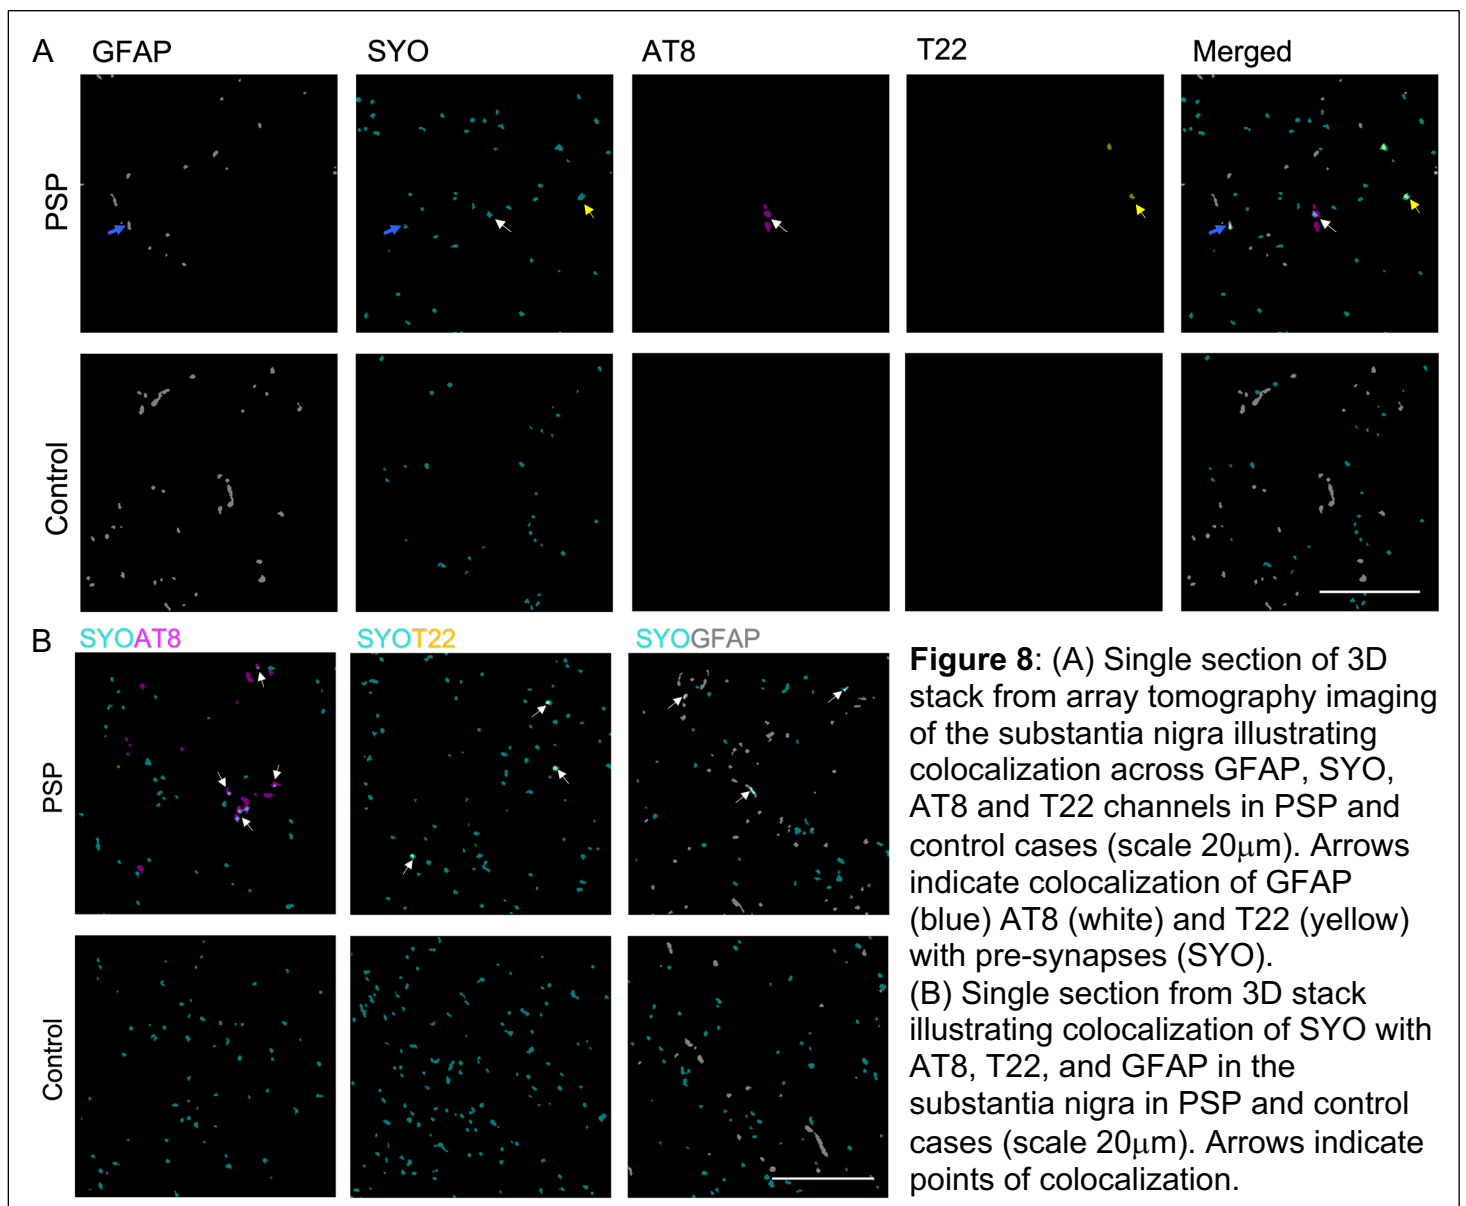 A GFAP SYO AT8 T22 Merged
PSP
Control
B SYOAT8 SYOT22 SYOGFAP
PSP
Control
Figure 8: (A) Single section of 3D
stack from array tomography imaging
of the substantia nigra illustrating
colocalization across GFAP, SYO,
AT8 and T22 channels in PSP and
control cases (scale 20μm). Arrows
indicate colocalization of GFAP
(blue) AT8 (white) and T22 (yellow)
with pre-synapses (SYO).
(B) Single section from 3D stack
illustrating colocalization of SYO with
AT8, T22, and GFAP in the
substantia nigra in PSP and control
cases (scale 20μm). Arrows indicate
points of colocalization.